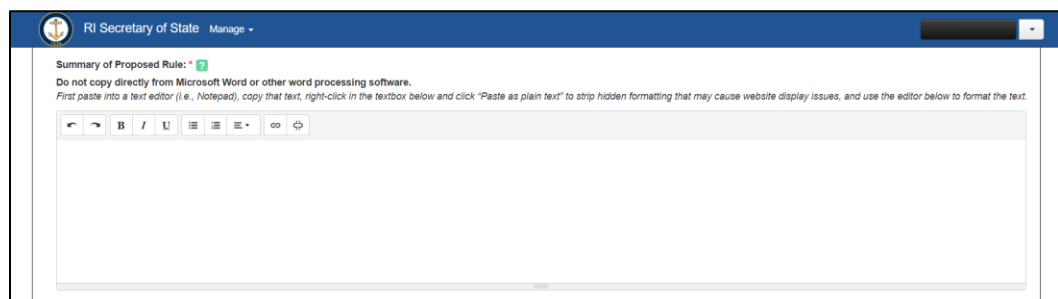 RI Secretary of State Manage
Summary of Proposed Rule: * ?
Do not copy directly from Microsoft Word or other word processing software.
First paste into a text editor (i.e., Notepad), copy that text, right-click in the textbox below and click "Paste as plain text" to strip hidden formatting that may cause website display issues, and use the editor below to format the text.
B I U